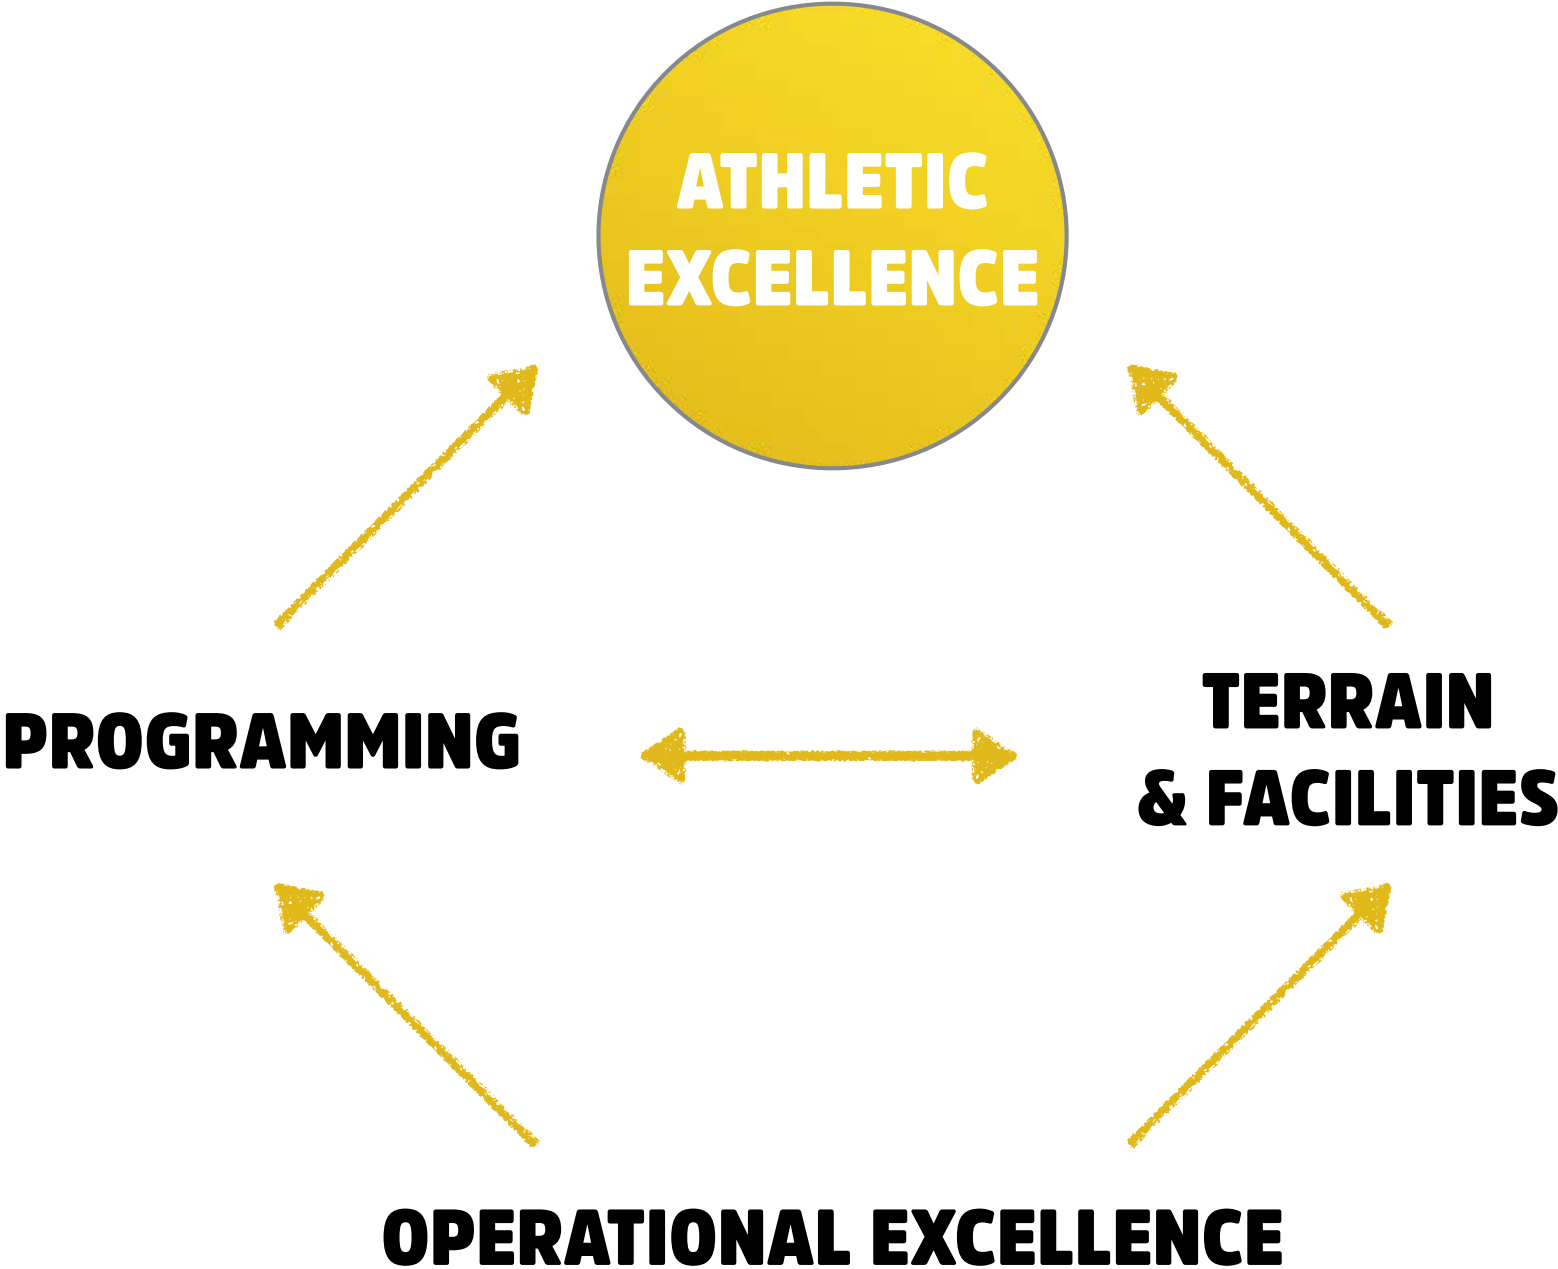 ATHLETIC
EXCELLENCE
PROGRAMMING
TERRAIN
& FACILITIES
OPERATIONAL EXCELLENCE